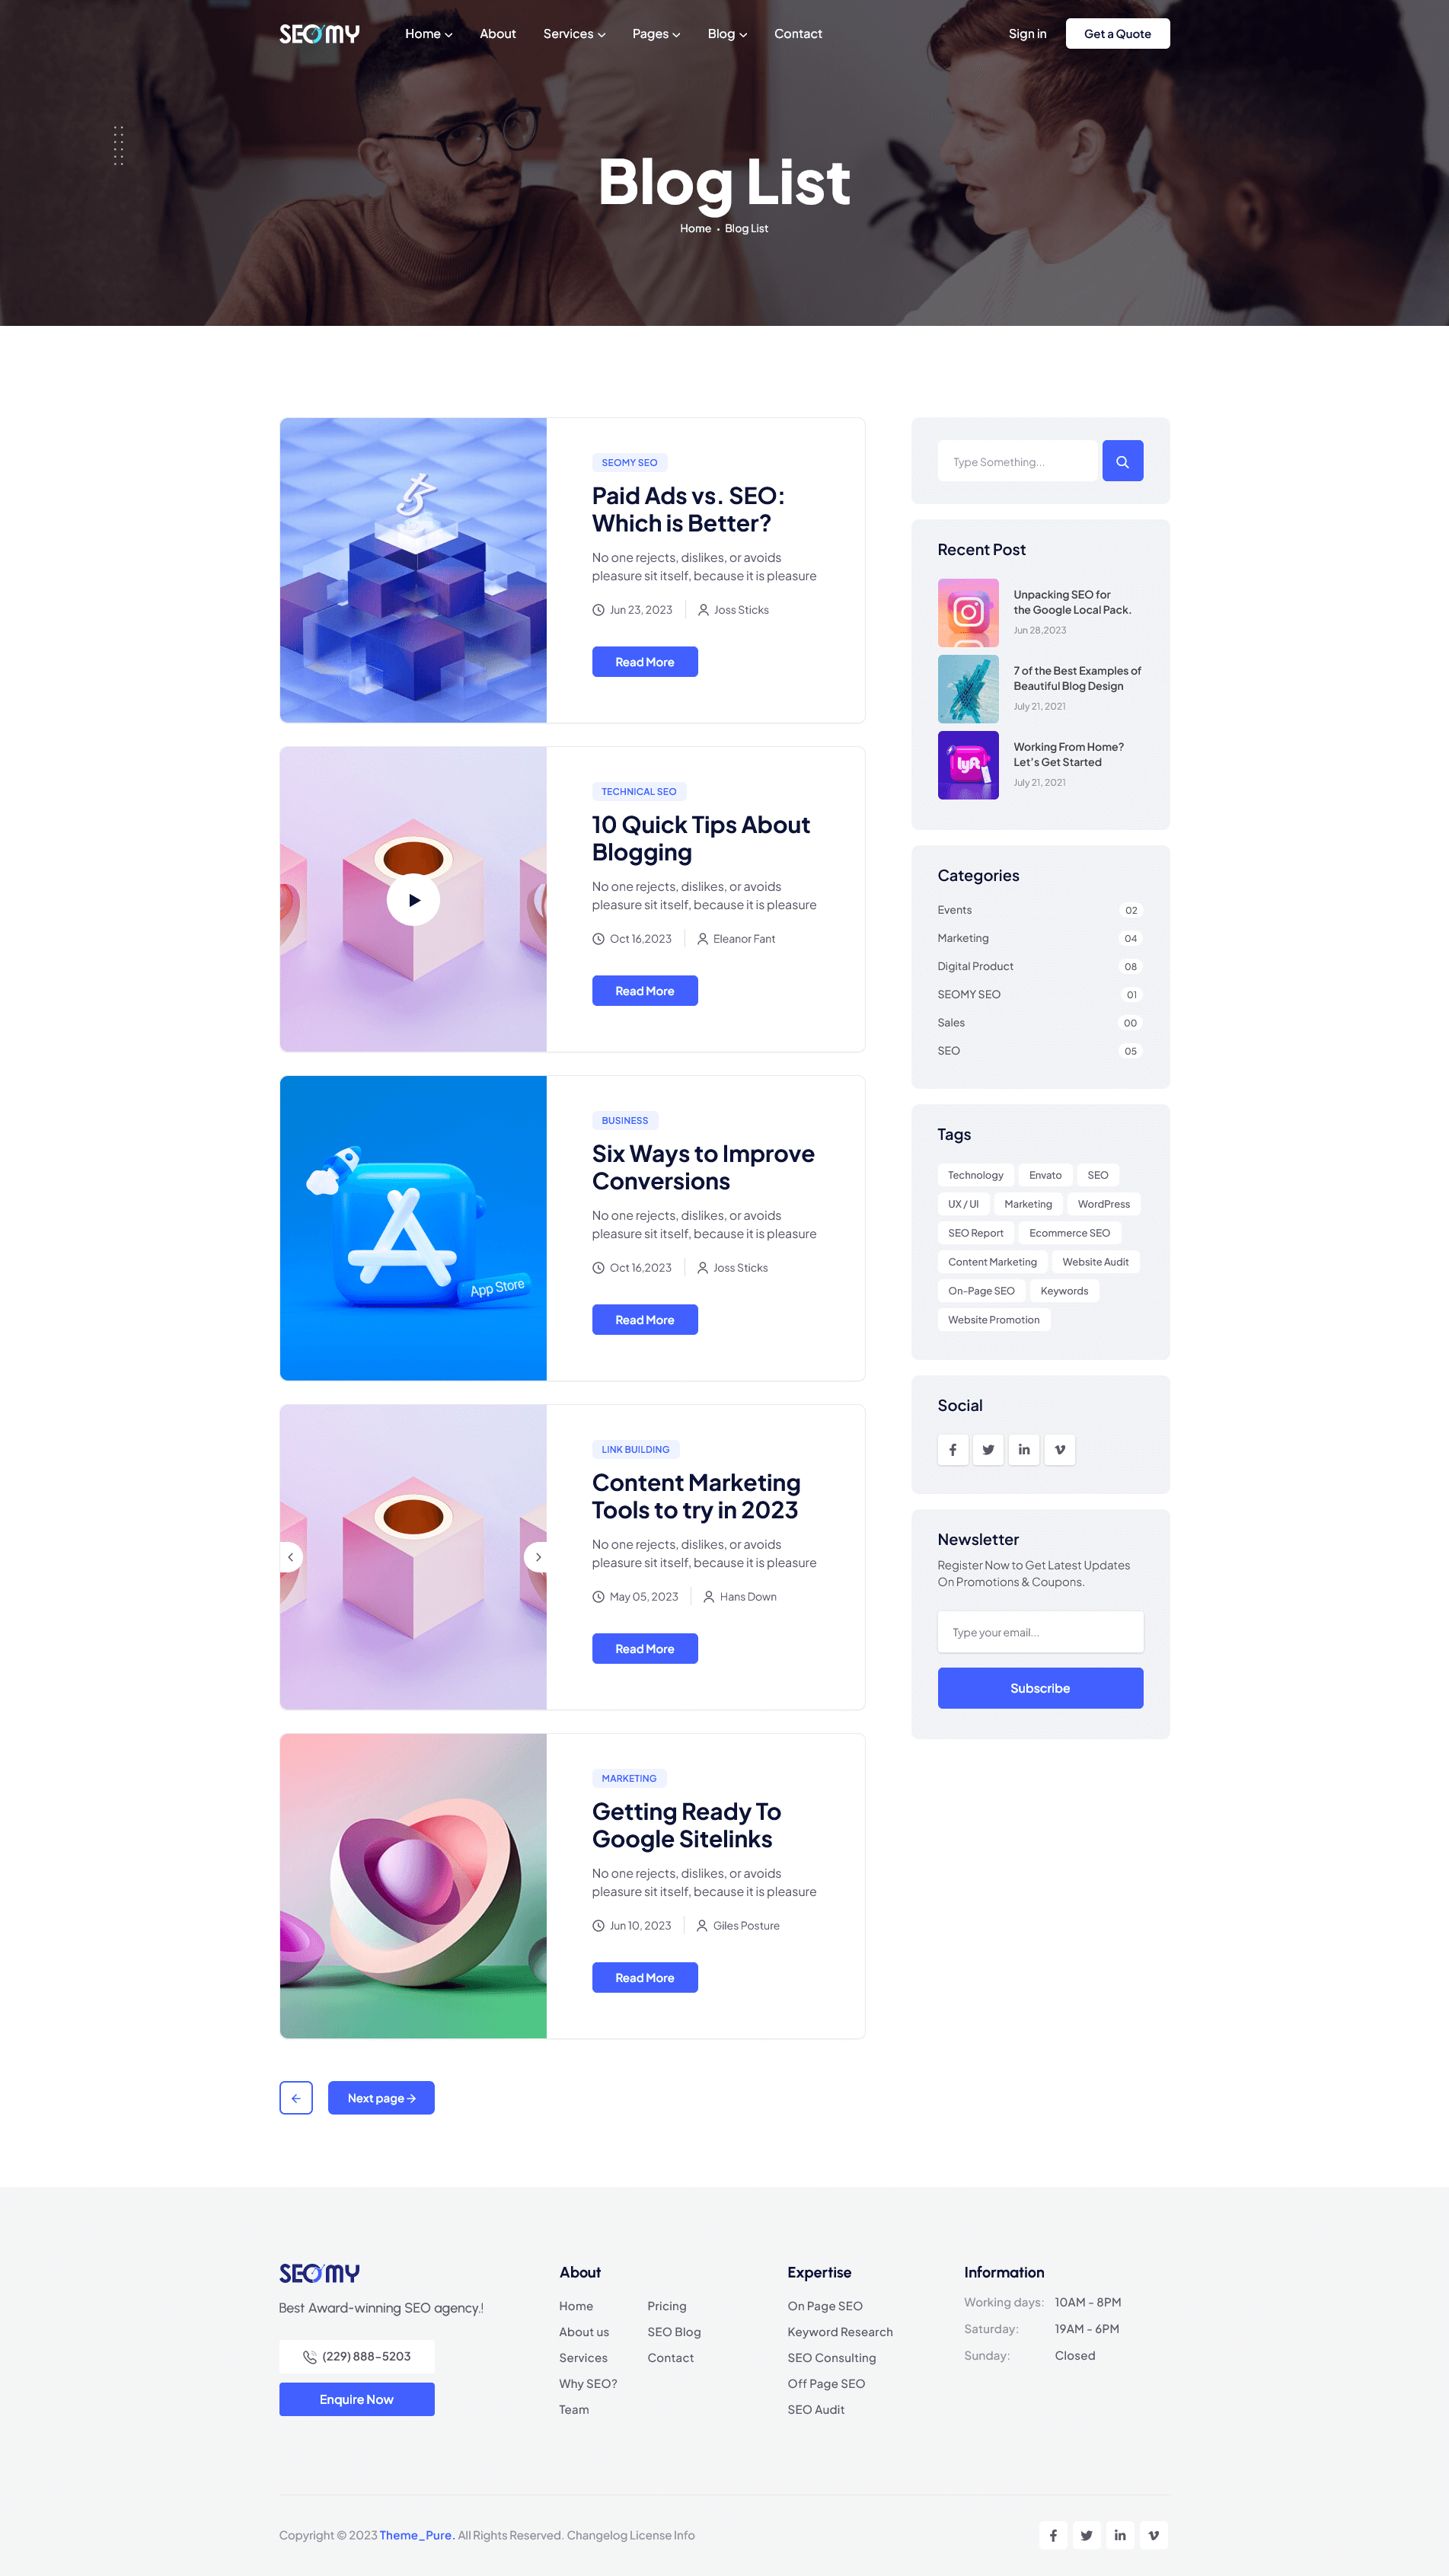 SEOMY
Home
About
Services
Pages
Blog
Contact
Sign in
Get a Quote
Blog List
Home • Blog List
SEOMY SEO
Paid Ads vs. SEO:
Which is Better?
No one rejects, dislikes, or avoids
pleasure sit itself, because it is pleasure
Jun 23, 2023
Joss Sticks
Read More
TECHNICAL SEO
10 Quick Tips About
Blogging
No one rejects, dislikes, or avoids
pleasure sit itself, because it is pleasure
Oct 16,2023
Eleanor Fant
Read More
App Store
BUSINESS
Six Ways to Improve
Conversions
No one rejects, dislikes, or avoids
pleasure sit itself, because it is pleasure
Oct 16,2023
Joss Sticks
Read More
LINK BUILDING
Content Marketing
Tools to try in 2023
No one rejects, dislikes, or avoids
pleasure sit itself, because it is pleasure
May 05, 2023
Hans Down
Read More
MARKETING
Getting Ready To
Google Sitelinks
No one rejects, dislikes, or avoids
pleasure sit itself, because it is pleasure
Jun 10, 2023
Giles Posture
Read More
Next page
Type Something...
Recent Post
Unpacking SEO for
the Google Local Pack.
Jun 28,2023
7 of the Best Examples of
Beautiful Blog Design
July 21, 2021
lyft
Working From Home?
Let's Get Started
July 21, 2021
Categories
Events 02
Marketing 04
Digital Product 08
SEOMY SEO 01
Sales 00
SEO 05
Tags
Technology Envato SEO
UX / UI Marketing WordPress
SEO Report Ecommerce SEO
Content Marketing Website Audit
On-Page SEO Keywords
Website Promotion
Social
Newsletter
Register Now to Get Latest Updates
On Promotions & Coupons.
Type your email...
Subscribe
SEOMY
Best Award-winning SEO agency.!
(229) 888-5203
Enquire Now
About
Home
About us
Services
Why SEO?
Team
Pricing
SEO Blog
Contact
Expertise
On Page SEO
Keyword Research
SEO Consulting
Off Page SEO
SEO Audit
Information
Working days: 10AM - 8PM
Saturday: 19AM - 6PM
Sunday: Closed
Copyright © 2023 Theme_Pure. All Rights Reserved. Changelog License Info